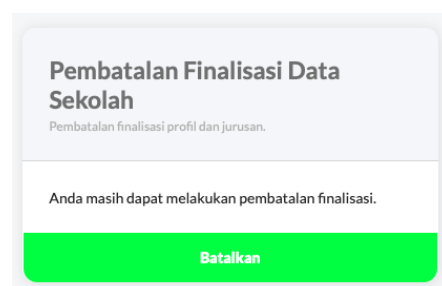 Pembatalan Finalisasi Data
Sekolah
Pembatalan finalisasi profil dan jurusan.
Anda masih dapat melakukan pembatalan finalisasi.
Batalkan